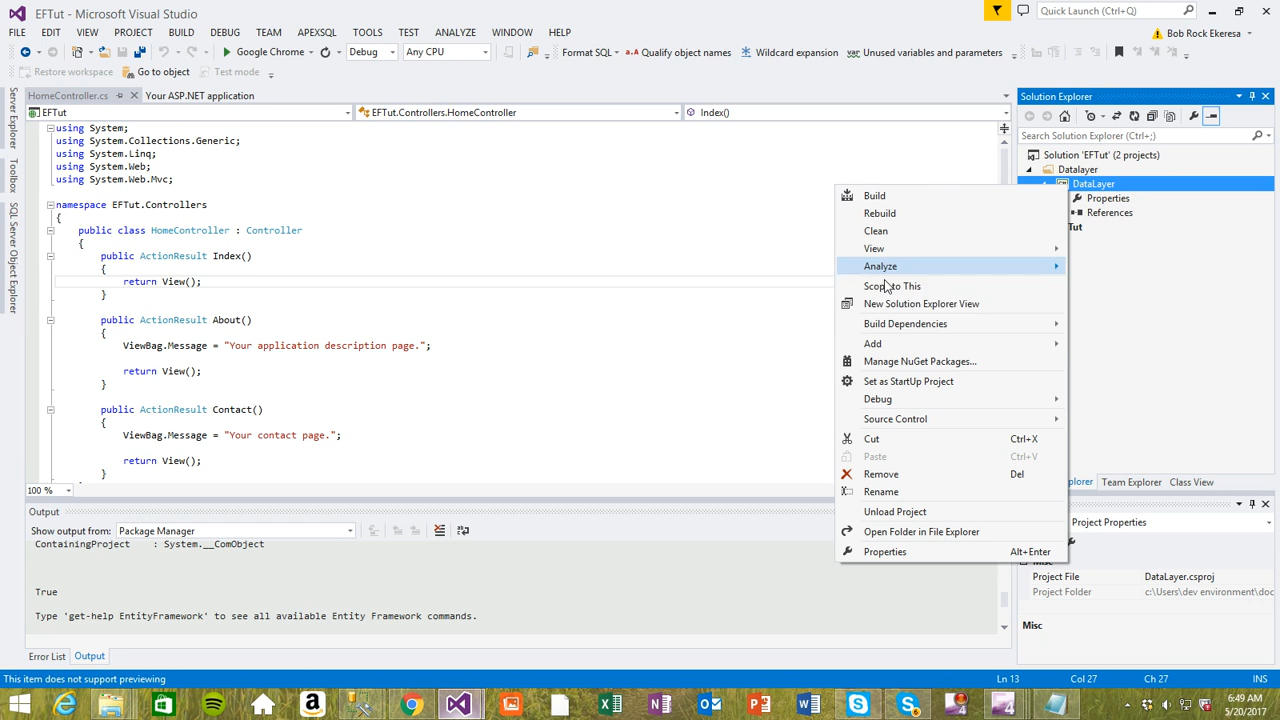 EFTut - Microsoft Visual Studio
Quick Launch (Ctrl+Q)
FILE EDIT VIEW PROJECT BUILD DEBUG TEAM APEXSQL TOOLS TEST ANALYZE WINDOW HELP
Bob Rock Ekeresa
Google Chrome
Debug
Any CPU
Format SQL
Qualify object names
Wildcard expansion
Unused variables and parameters
Restore workspace
Go to object
Test mode
Server Explorer
Toolbox
SQL Server Object Explorer
HomeController.cs
Your ASP.NET application
EFTut
EFTut.Controllers.HomeController
Index()
using System;
using System.Collections.Generic;
using System.Linq;
using System.Web;
using System.Web.Mvc;
namespace EFTut.Controllers
{
public class HomeController : Controller
{
public ActionResult Index()
{
return View();
}
public ActionResult About()
{
ViewBag.Message = "Your application description page.";
return View();
}
public ActionResult Contact()
{
ViewBag.Message = "Your contact page.";
return View();
}
100 %
Build
Rebuild
Clean
View
Analyze
Scope to This
New Solution Explorer View
Build Dependencies
Add
Manage NuGet Packages...
Set as StartUp Project
Debug
Source Control
Cut Ctrl+X
Paste Ctrl+V
Remove Del
Rename
Unload Project
Open Folder in File Explorer
Properties Alt+Enter
Solution Explorer
Search Solution Explorer (Ctrl+;)
Solution 'EFTut' (2 projects)
Datalayer
DataLayer
Properties
References
Tut
plorer
Team Explorer
Class View
Project Properties
Project File DataLayer.csproj
Project Folder c:\Users\dev environment\doc
Misc
Output
Show output from: Package Manager
ContainingProject : System.__ComObject
True
Type 'get-help EntityFramework' to see all available Entity Framework commands.
Error List
Output
This item does not support previewing
Ln 13
Col 27
Ch 27
INS
6:49 AM
5/20/2017